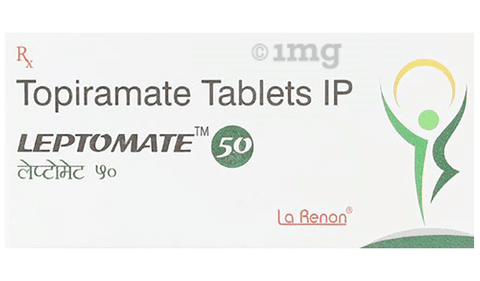 ©1mg
Rx
Topiramate Tablets IP
LEPTOMATE™ 50
लेप्टोमेट ५०
La Renon®